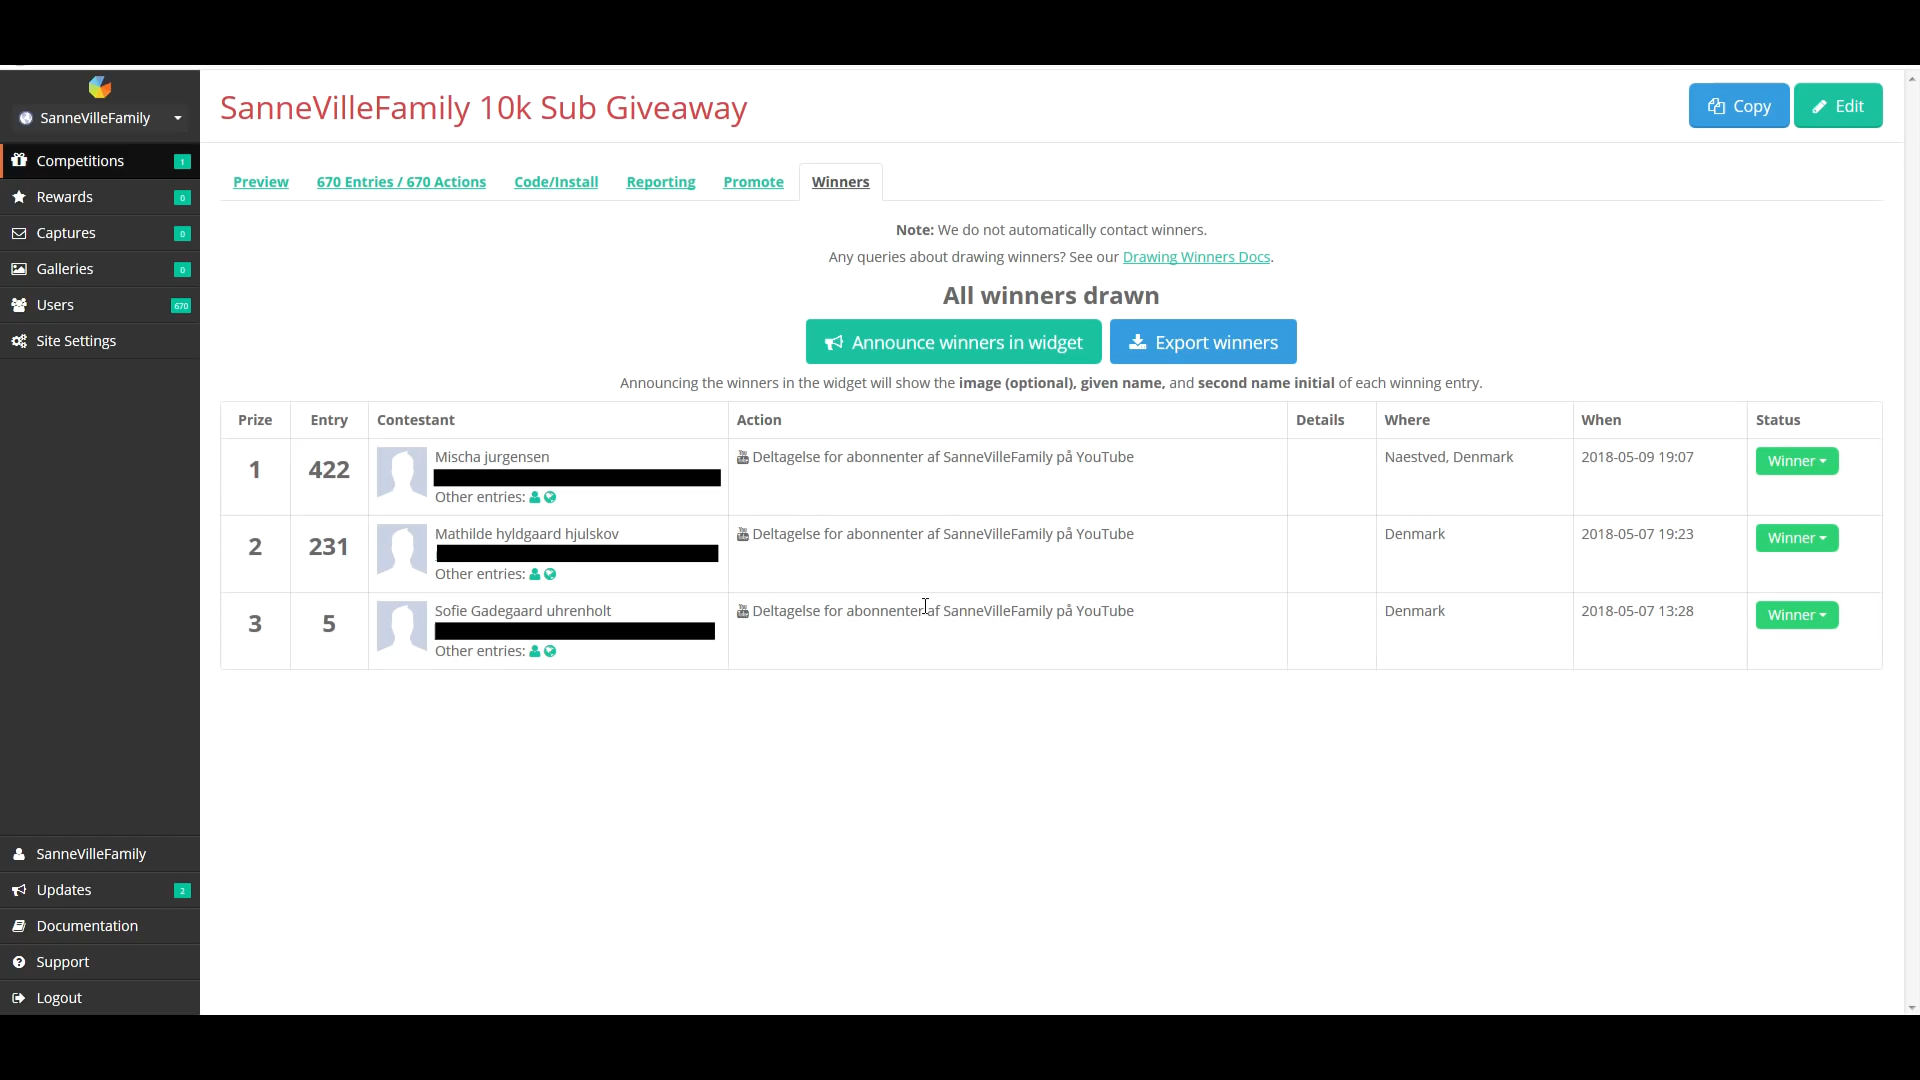 SanneVilleFamily
Competitions 1
Rewards 0
Captures 0
Galleries 0
Users 670
Site Settings
SanneVilleFamily
Updates 2
Documentation
Support
Logout
SanneVilleFamily 10k Sub Giveaway
Copy Edit
Preview 670 Entries / 670 Actions Code/Install Reporting Promote Winners
Note: We do not automatically contact winners.
Any queries about drawing winners? See our Drawing Winners Docs.
All winners drawn
Announce winners in widget Export winners
Announcing the winners in the widget will show the image (optional), given name, and second name initial of each winning entry.
Prize Entry Contestant Action Details Where When Status
1 422 Mischa jurgensen Deltagelse for abonnenter af SanneVilleFamily på YouTube Naestved, Denmark 2018-05-09 19:07 Winner
Other entries:
2 231 Mathilde hyldgaard hjulskov Deltagelse for abonnenter af SanneVilleFamily på YouTube Denmark 2018-05-07 19:23 Winner
Other entries:
3 5 Sofie Gadegaard uhrenholt Deltagelse for abonnenter af SanneVilleFamily på YouTube Denmark 2018-05-07 13:28 Winner
Other entries: